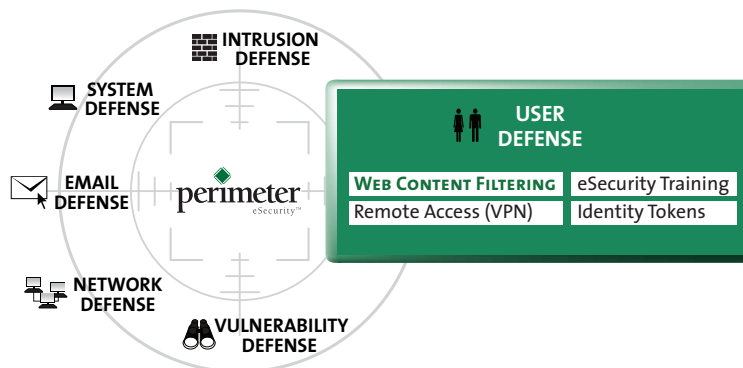 INTRUSION
DEFENSE
SYSTEM
DEFENSE
EMAIL
DEFENSE
NETWORK
DEFENSE
VULNERABILITY
DEFENSE
perimeter
eSecurity™
USER
DEFENSE
WEB CONTENT FILTERING
eSecurity Training
Remote Access (VPN)
Identity Tokens